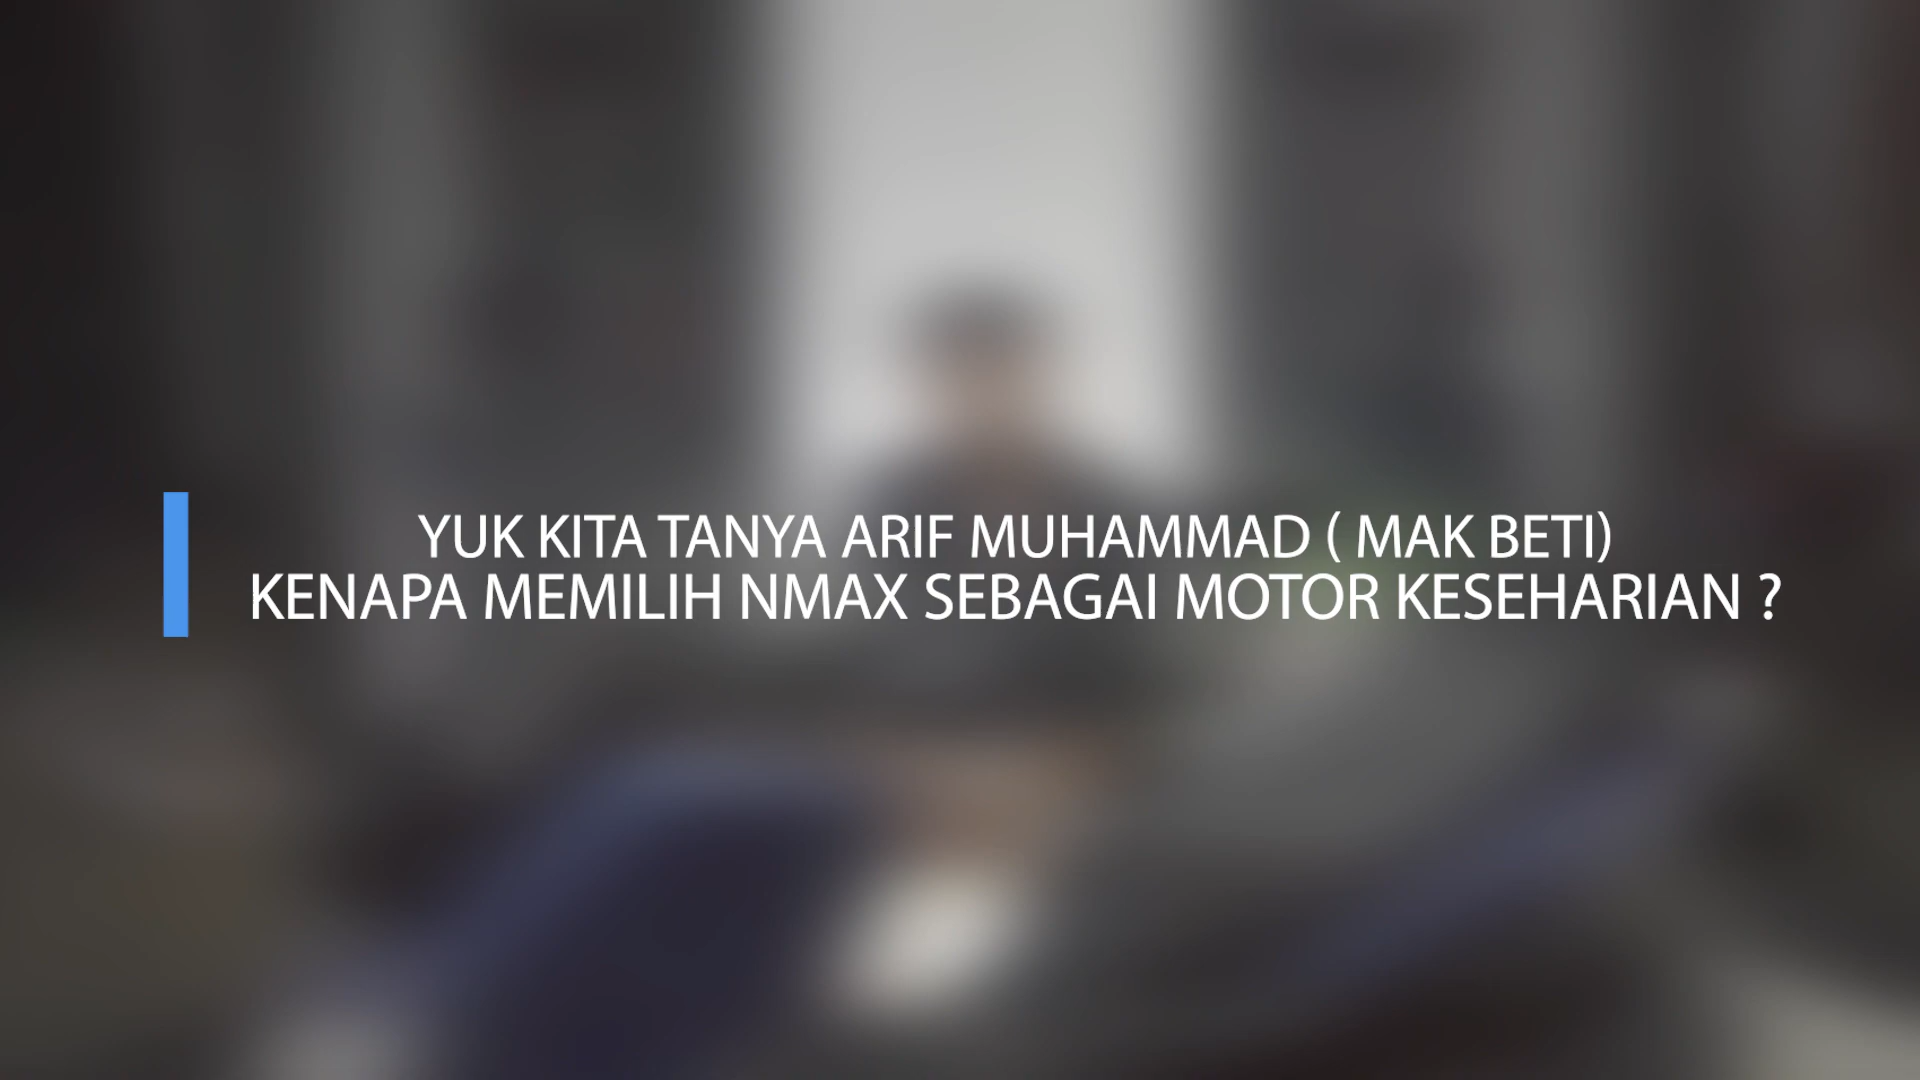 YUK KITA TANYA ARIF MUHAMMAD ( MAK BETI)
KENAPA MEMILIH NMAX SEBAGAI MOTOR KESEHARIAN ?